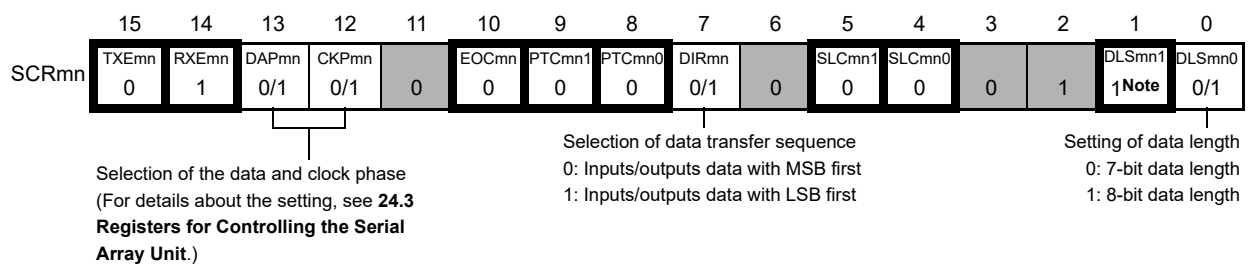 15 14 13 12 11 10 9 8 7 6 5 4 3 2 1 0
SCRmn
TXEmn RXEmn DAPmn CKPmn EOCmn PTCmn1 PTCmn0 DIRmn SLCmn1 SLCmn0 DLSmn1 DLSmn0
0 1 0/1 0/1 0 0 0 0 0/1 0 0 0 0 1 1Note 0/1
Selection of the data and clock phase
(For details about the setting, see 24.3
Registers for Controlling the Serial
Array Unit.)
Selection of data transfer sequence
0: Inputs/outputs data with MSB first
1: Inputs/outputs data with LSB first
Setting of data length
0: 7-bit data length
1: 8-bit data length